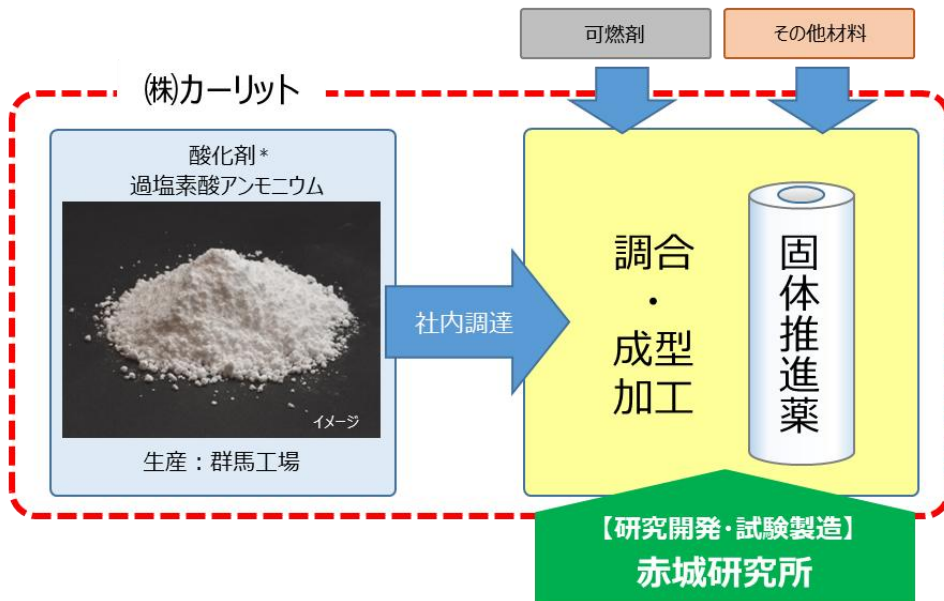 可燃剤
その他材料
㈱カーリット
酸化剤*
過塩素酸アンモニウム
イメージ
生産：群馬工場
社内調達
調合
・
成型
加工
固体推進薬
【研究開発・試験製造】
赤城研究所